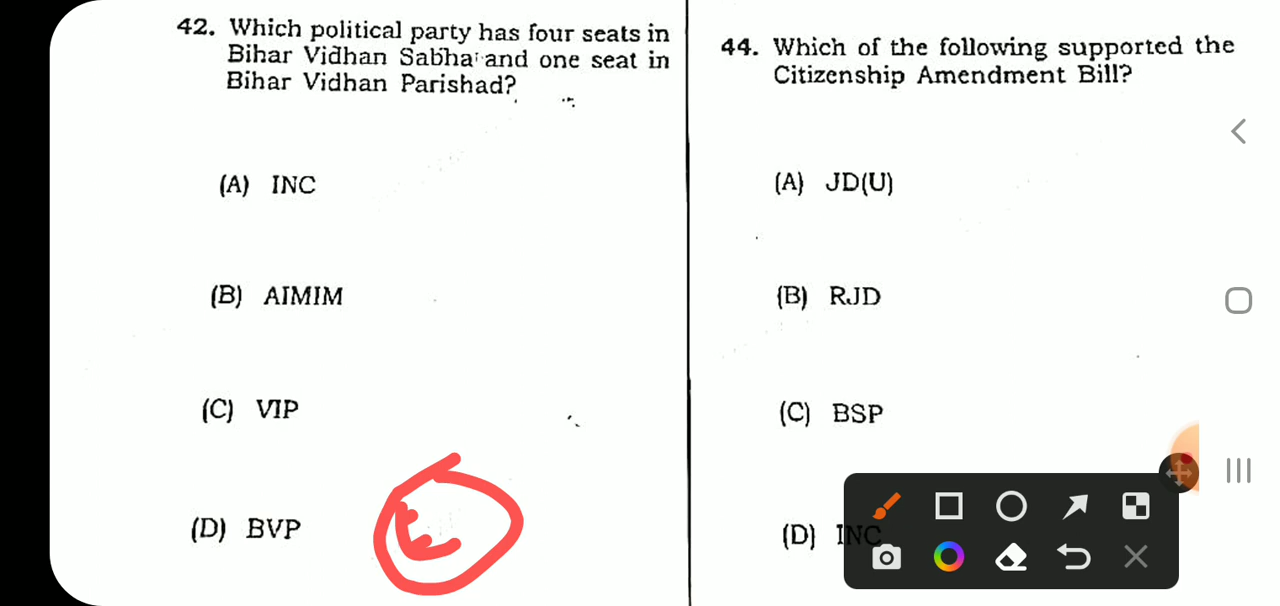 42. Which political party has four seats in
Bihar Vidhan Sabha and one seat in
Bihar Vidhan Parishad?
(A) INC
(B) AIMIM
(C) VIP
(D) BVP
E
44. Which of the following supported the
Citizenship Amendment Bill?
(A) JD(U)
(B) RJD
(C) BSP
(D) INC